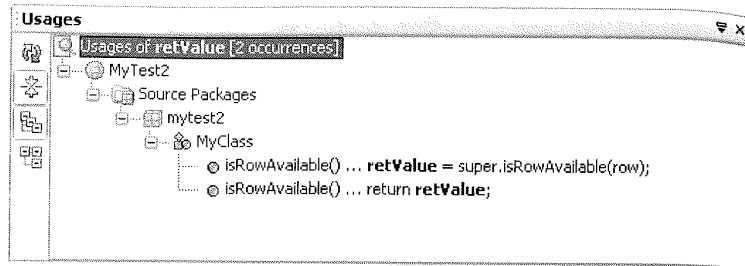 Usages
Usages of retValue [2 occurrences]
MyTest2
Source Packages
mytest2
MyClass
isRowAvailable() ... retValue = super.isRowAvailable(row);
isRowAvailable() ... return retValue;